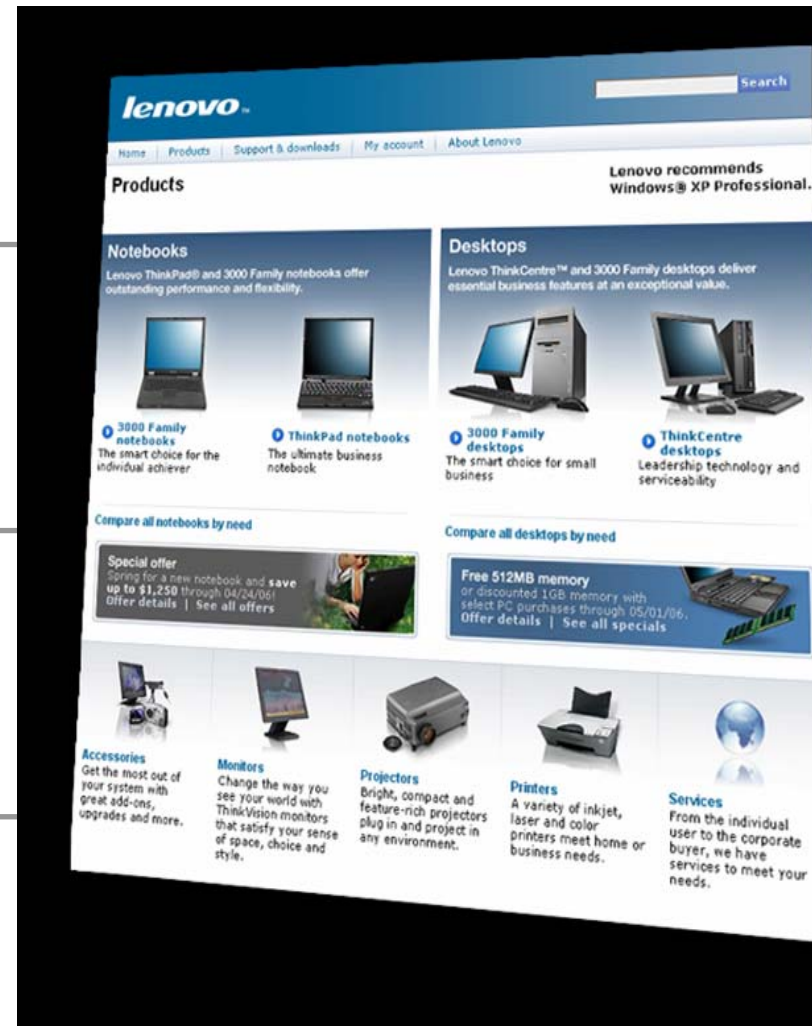 lenovo™
Search
Home | Products | Support & downloads | My account | About Lenovo
Products
Lenovo recommends
Windows® XP Professional.
Notebooks
Lenovo ThinkPad® and 3000 Family notebooks offer
outstanding performance and flexibility.
3000 Family
notebooks
The smart choice for the
individual achiever
ThinkPad notebooks
The ultimate business
notebook
Desktops
Lenovo ThinkCentre™ and 3000 Family desktops deliver
essential business features at an exceptional value.
3000 Family
desktops
The smart choice for small
business
ThinkCentre
desktops
Leadership technology and
serviceability
Compare all notebooks by need
Compare all desktops by need
Special offer
Spring for a new notebook and save
up to $1,250 through 04/24/06!
Offer details | See all offers
Free 512MB memory
or discounted 1GB memory with
select PC purchases through 05/01/06.
Offer details | See all specials
Accessories
Get the most out of
your system with
great add-ons,
upgrades and more.
Monitors
Change the way you
see your world with
ThinkVision monitors
that satisfy your sense
of space, choice and
style.
Projectors
Bright, compact and
feature-rich projectors
plug in and project in
any environment.
Printers
A variety of inkjet,
laser and color
printers meet home or
business needs.
Services
From the individual
user to the corporate
buyer, we have
services to meet your
needs.